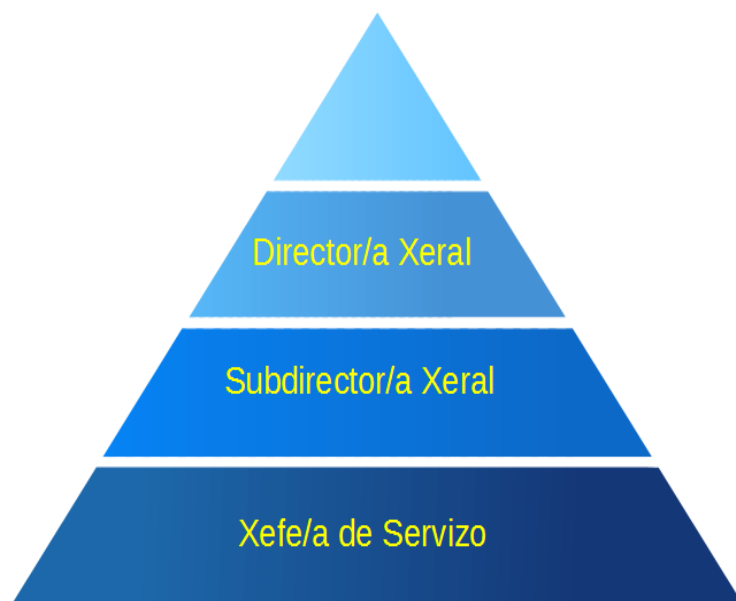 Director/a Xeral
Subdirector/a Xeral
Xefe/a de Servizo